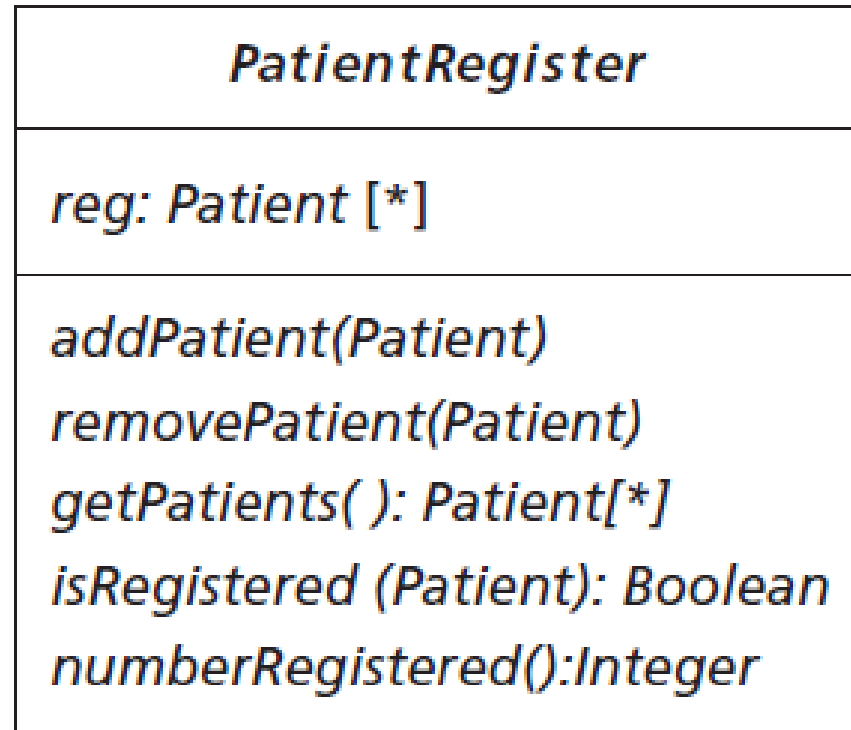 PatientRegister
reg: Patient [*]
addPatient(Patient)
removePatient(Patient)
getPatients( ): Patient[*]
isRegistered (Patient): Boolean
numberRegistered():Integer